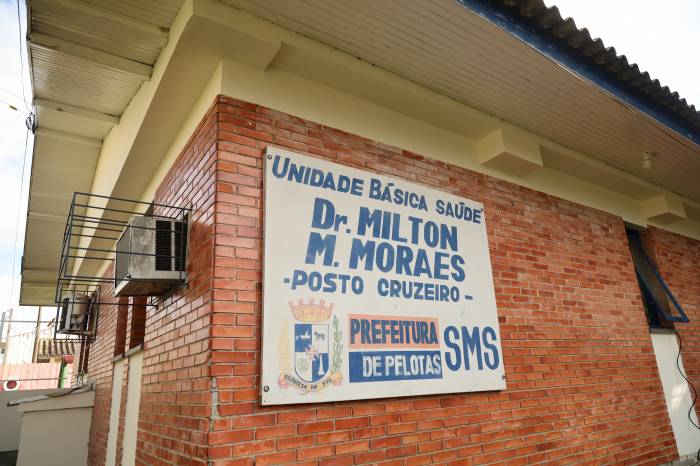 UNIDADE BÁSICA SAÚDE
Dr. MILTON
M. MORAES
-POSTO CRUZEIRO-
PREFEITURA
DE PELOTAS
SMS